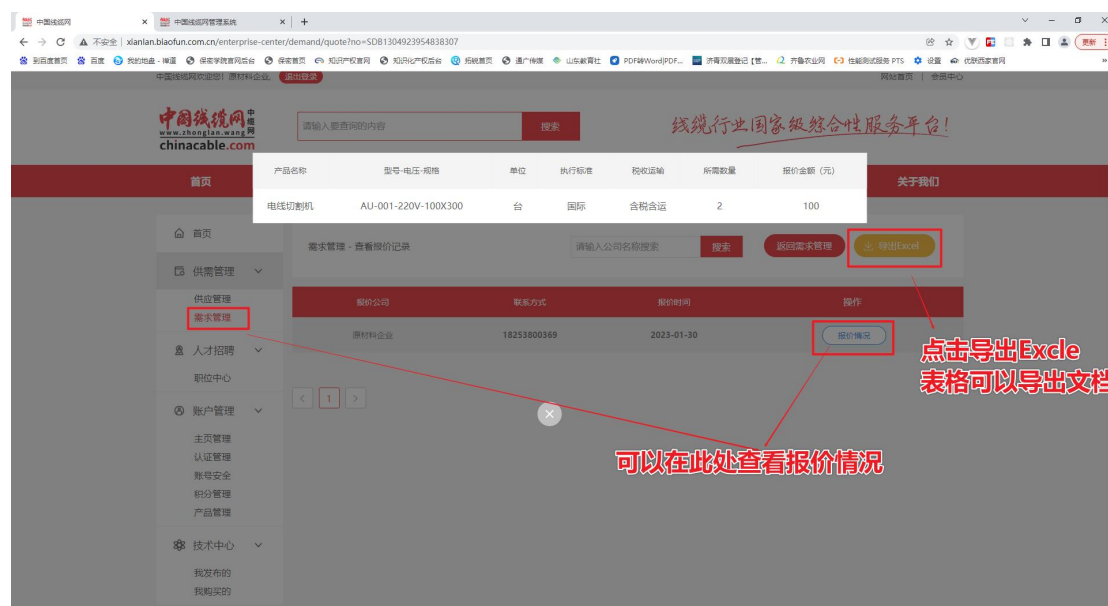 中国线缆网
中国线缆网管理系统
不安全 | xianlan.biaofun.com.cn/enterprise-center/demand/quote?no=SDB1304923954838307
更新
到百度首页 百度 我的地盘 - 禅道 保密学院官网后台 保密首页 知识产权官网 知识化产权后台 拓锐首页 通广传媒 山东教育社 PDF转Word|PDF... 济青双展登记【管... 齐鲁农业网 性能测试服务 PTS 设置 优联西家官网 »
中国线缆网欢迎您! 原材料企业 退出登录 网站首页 | 会员中心
中国线缆网 中缆网
www.zhonglan.wang
chinacable.com
请输入要查询的内容 搜索
线缆行业国家级综合性服务平台!
首页 关于我们
产品名称 型号-电压-规格 单位 执行标准 税收运输 所需数量 报价金额(元)
电线切割机 AU-001-220V-100X300 台 国际 含税含运 2 100
首页
需求管理 - 查看报价记录 请输入公司名称搜索 搜索 返回需求管理 导出Excel
供需管理
供应管理
需求管理
报价公司 联系方式 报价时间 操作
原材料企业 18253800369 2023-01-30 报价情况
人才招聘
职位中心
点击导出Excle
表格可以导出文档
< 1 >
账户管理
主页管理
认证管理
账号安全
积分管理
产品管理
可以在此处查看报价情况
技术中心
我发布的
我购买的